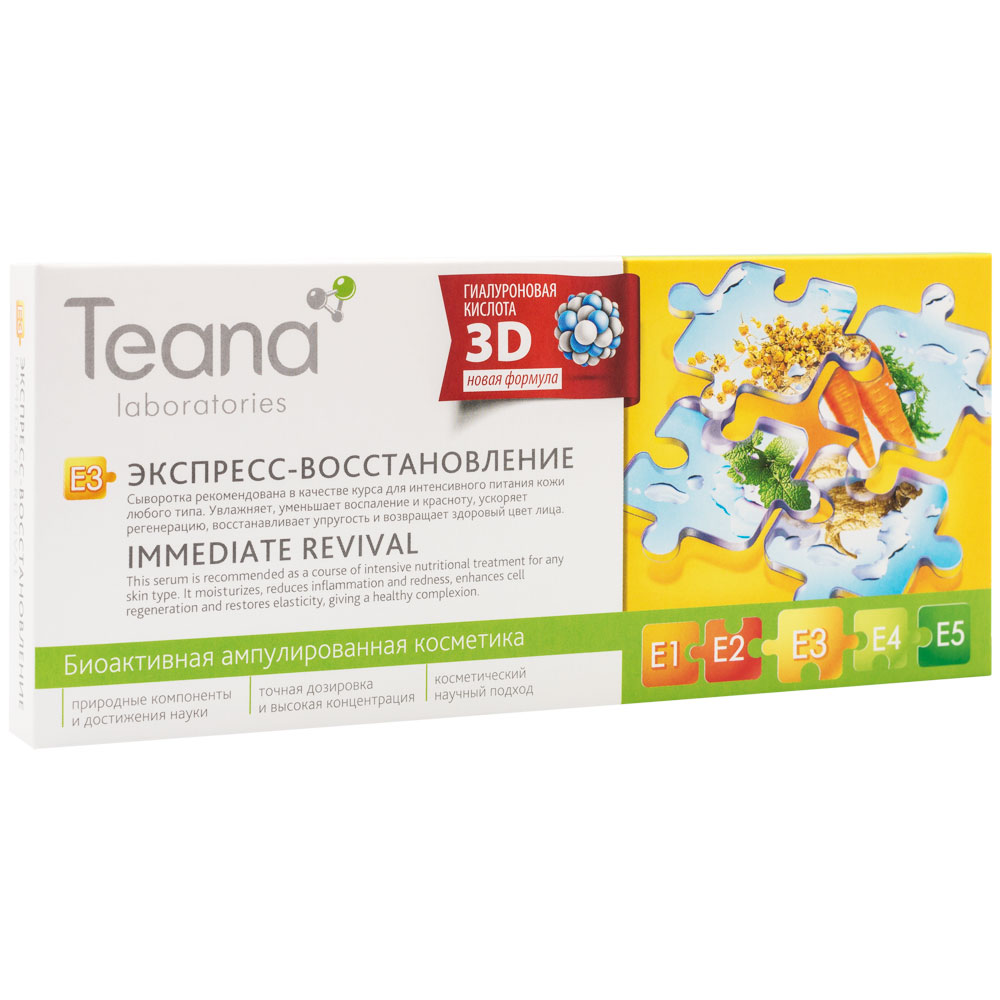 Teana
laboratories
ГИАЛУРОНОВАЯ
КИСЛОТА
3D
новая формула
E3
ЭКСПРЕСС-ВОССТАНОВЛЕНИЕ
Сыворотка рекомендована в качестве курса для интенсивного питания кожи
любого типа. Увлажняет, уменьшает воспаление и красноту, ускоряет
регенерацию, восстанавливает упругость и возвращает здоровый цвет лица.
IMMEDIATE REVIVAL
This serum is recommended as a course of intensive nutritional treatment for any
skin type. It moisturizes, reduces inflammation and redness, enhances cell
regeneration and restores elasticity, giving a healthy complexion.
Биоактивная ампулированная косметика
природные компоненты
и достижения науки
точная дозировка
и высокая концентрация
косметический
научный подход
E1 E2 E3 E4 E5
E3
ЭКСПРЕСС-ВОССТАНОВЛЕНИЕ